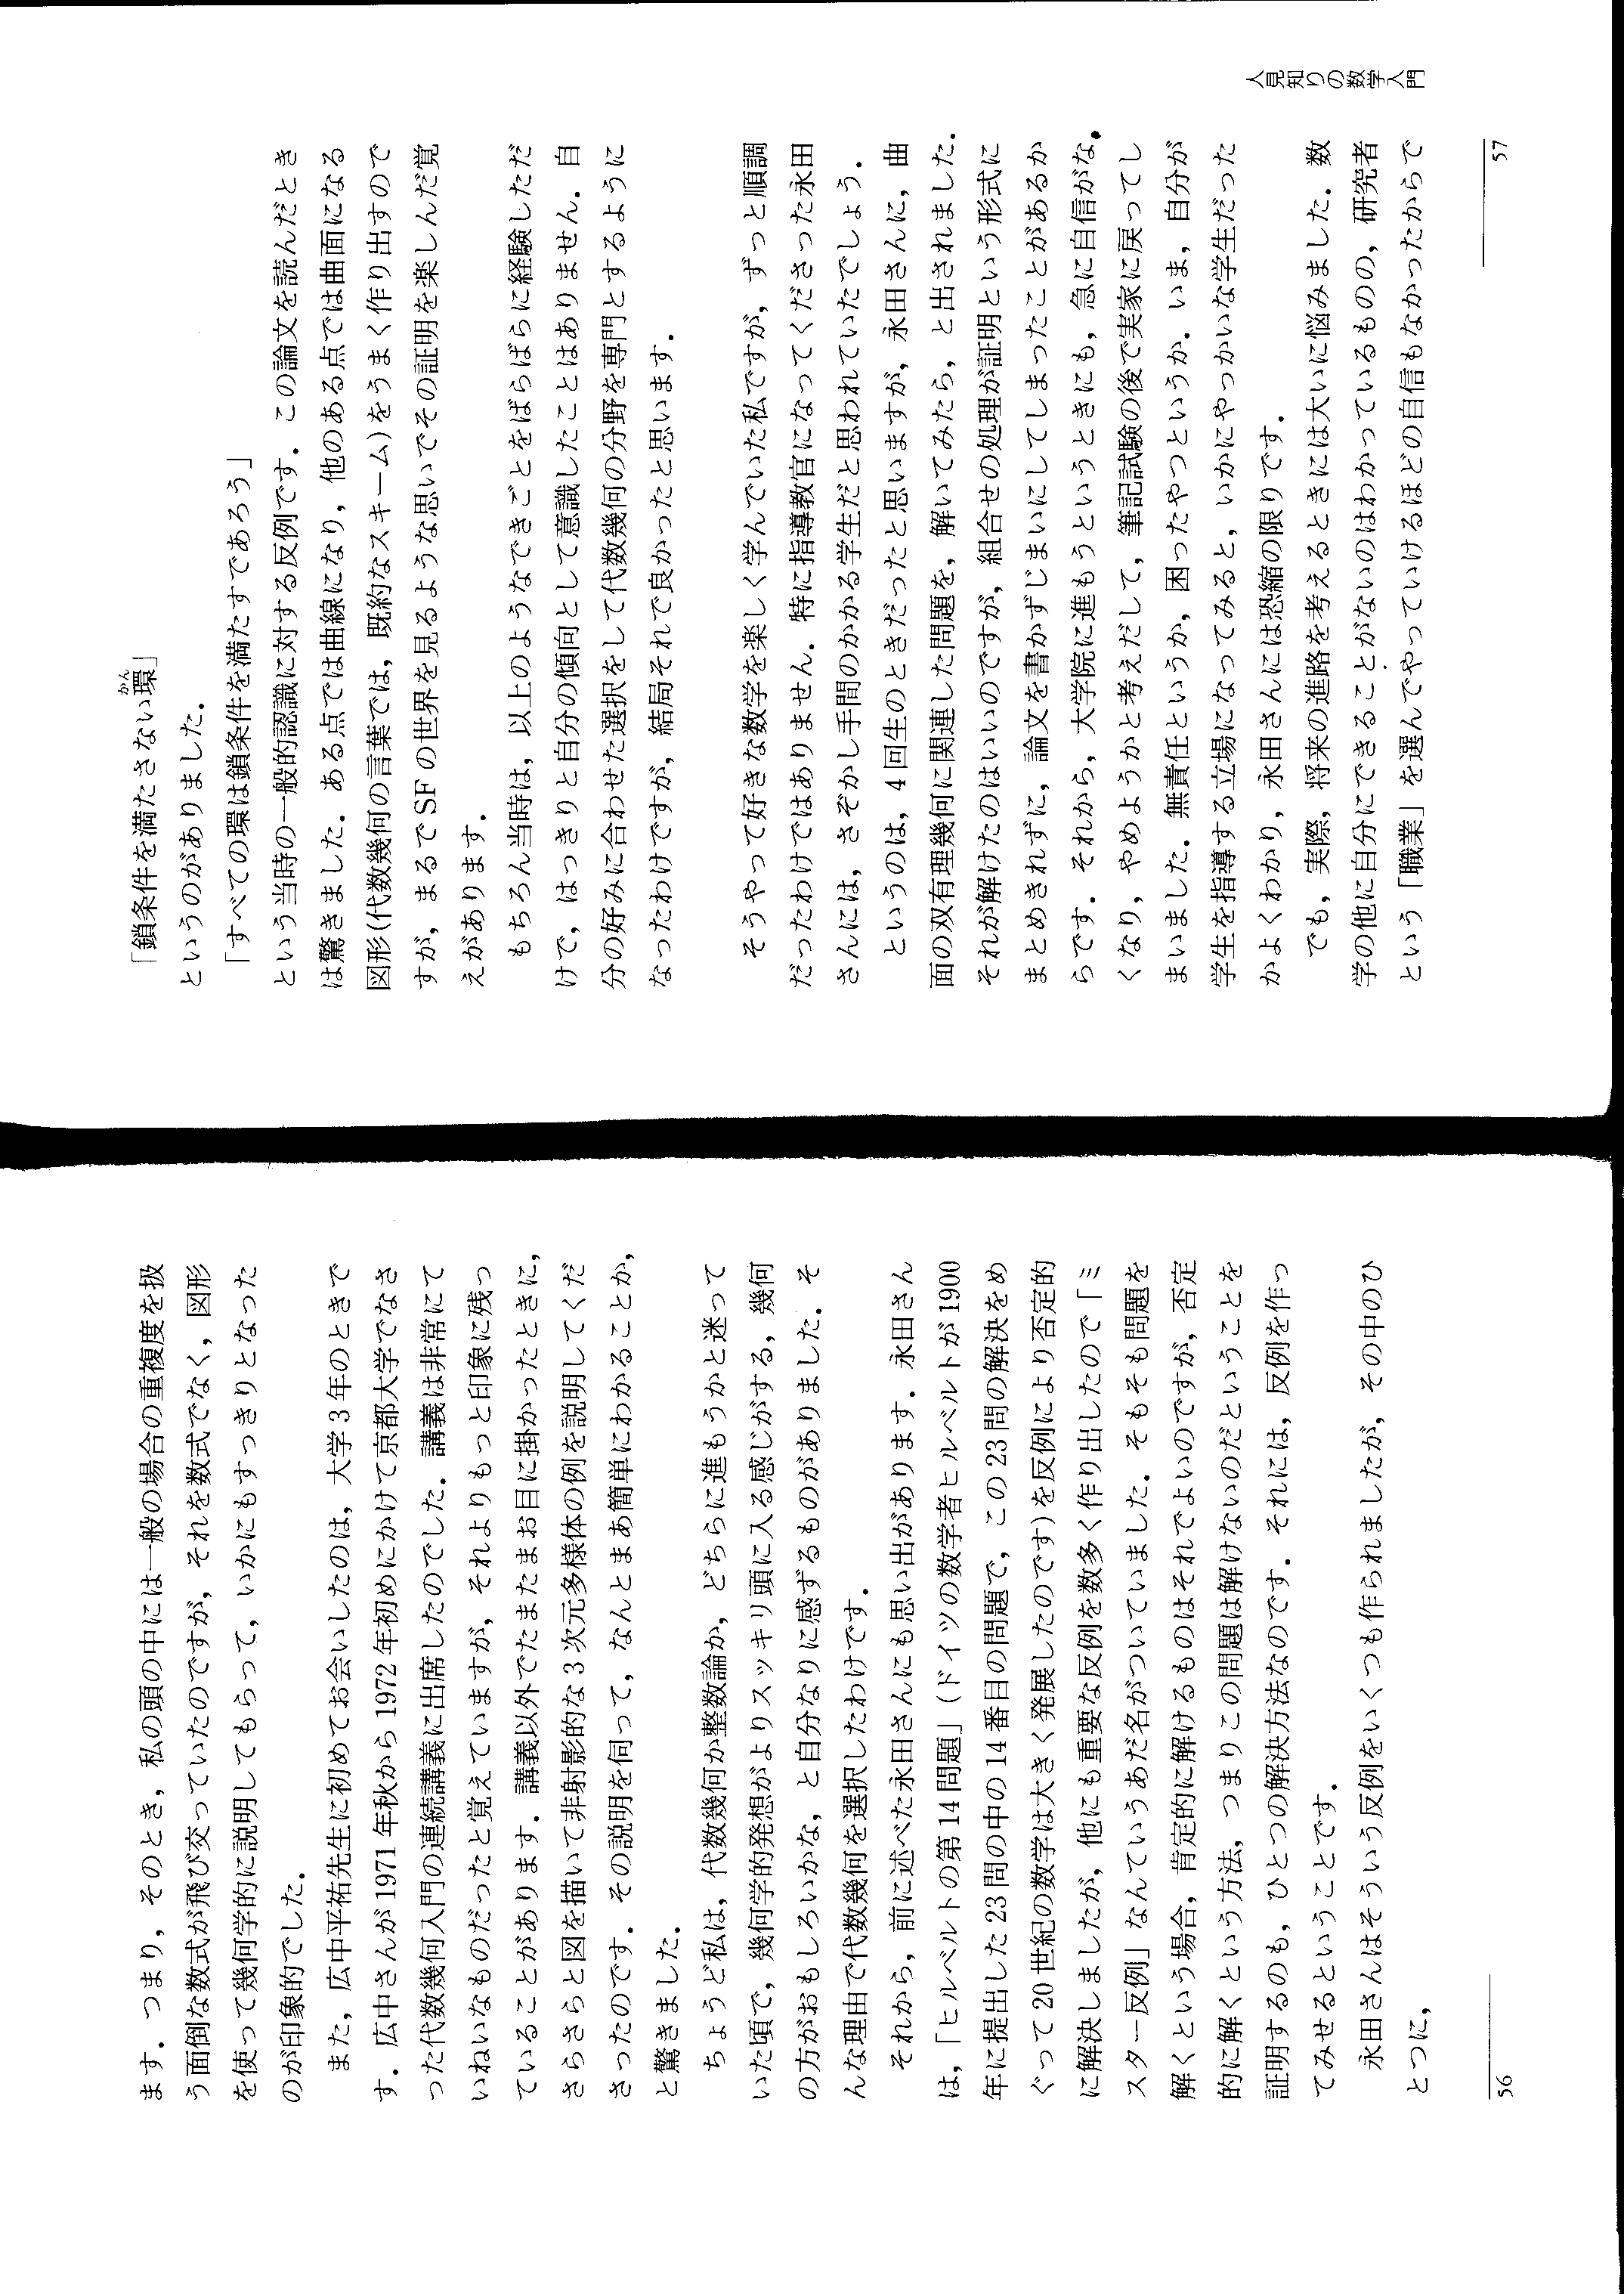 ます．つまり，そのとき，私の頭の中には一般の場合の重複度を扱
う面倒な数式が飛び交っていたのですが，それを数式でなく，図形
を使って幾何学的に説明してもらって，いかにもすっきりとなった
のが印象的でした．
また，広中平祐先生に初めてお会いしたのは，大学3年のときで
す．広中さんが1971年秋から1972年初めにかけて京都大学でなさ
った代数幾何入門の連続講義に出席したのでした．講義は非常にて
いねいなものだったと覚えていますが，それよりもっと印象に残っ
ていることがあります．講義以外でたまたまお目に掛かったときに，
さらさらと図を描いて非射影的な3次元多様体の例を説明してくだ
さったのです．その説明を伺って，なんとまあ簡単にわかることか，
と驚きました．
ちょうど私は，代数幾何か整数論か，どちらに進もうかと迷って
いた頃で，幾何学的発想がよりスッキリ頭に入る感じがする，幾何
の方がおもしろいかな，と自分なりに感ずるものがありました．そ
んな理由で代数幾何を選択したわけです．
それから，前に述べた永田さんにも思い出があります．永田さん
は，「ヒルベルトの第14問題」（ドイツの数学者ヒルベルトが1900
年に提出した23問の中の14番目の問題で，この23問の解決をめ
ぐって20世紀の数学は大きく発展したのです）を反例により否定的
に解決しましたが，他にも重要な反例を数多く作り出したので「ミ
スター反例」なんていうあだ名がついていました．そもそも問題を
解くという場合，肯定的に解けるものはそれでよいのですが，否定
的に解くという方法，つまりこの問題は解けないのだということを
証明するのも，ひとつの解決方法なのです．それには，反例を作っ
てみせるということです．
永田さんはそういう反例をいくつも作られましたが，その中のひ
とつに，
56
「鎖条件を満たさない環」
かん
というのがありました．
「すべての環は鎖条件を満たすであろう」
という当時の一般的認識に対する反例です．この論文を読んだとき
は驚きました．ある点では曲線になり，他のある点では曲面になる
図形（代数幾何の言葉では，既約なスキーム）をうまく作り出すので
すが，まるでSFの世界を見るような思いでその証明を楽しんだ覚
えがあります．
もちろん当時は，以上のようなできごとをばらばらに経験しただ
けで，はっきりと自分の傾向として意識したことはありません．自
分の好みに合わせた選択をして代数幾何の分野を専門とするように
なったわけですが，結局それで良かったと思います．
そうやって好きな数学を楽しく学んでいた私ですが，ずっと順調
だったわけではありません．特に指導教官になってくださった永田
さんには，さぞかし手間のかかる学生だと思われていたでしょう．
というのは，4回生のときだったと思いますが，永田さんに，曲
面の双有理幾何に関連した問題を，解いてみたら，と出されました．
それが解けたのはいいのですが，組合せの処理が証明という形式に
まとめきれずに，論文を書かずじまいにしてしまったことがあるか
らです．それから，大学院に進もうというときにも，急に自信がな．
くなり，やめようかと考えだして，筆記試験の後で実家に戻ってし
まいました．無責任というか，困ったやつというか．いま，自分が
学生を指導する立場になってみると，いかにやっかいな学生だった
かよくわかり，永田さんには恐縮の限りです．
でも，実際，将来の進路を考えるときには大いに悩みました．数
学の他に自分にできることがないのはわかっているものの，研究者
という「職業」を選んでやっていけるほどの自信もなかったからで
人見知りの数学入門
57